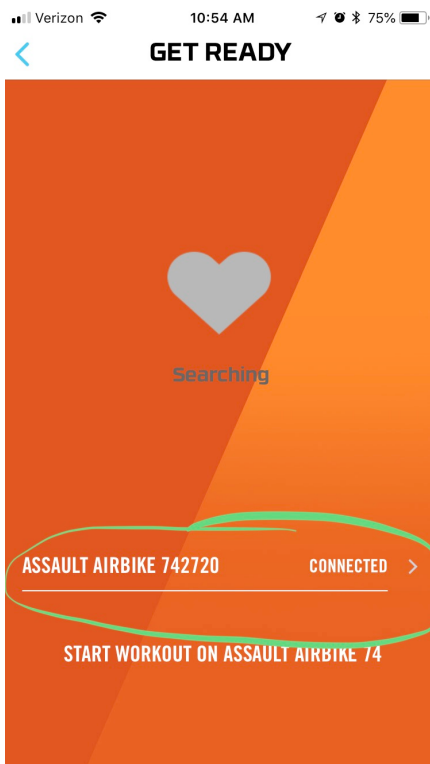 Verizon 10:54 AM 75%
GET READY
Searching
ASSAULT AIRBIKE 742720 CONNECTED
START WORKOUT ON ASSAULT AIRBIKE 74